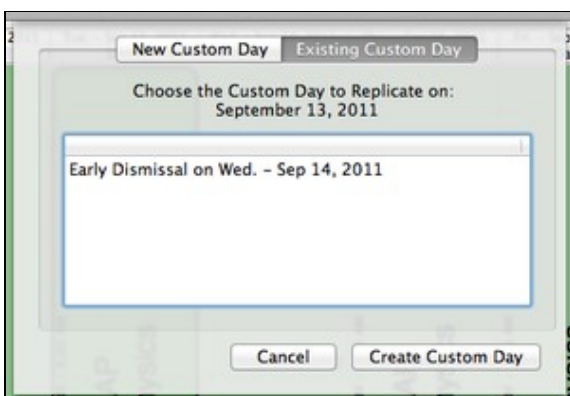 New Custom Day Existing Custom Day
Choose the Custom Day to Replicate on:
September 13, 2011
Early Dismissal on Wed. – Sep 14, 2011
Cancel Create Custom Day
AP